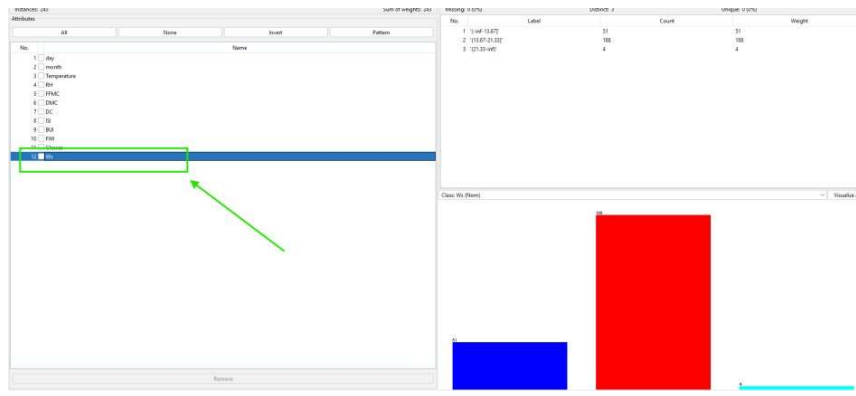 Instances: 243
Sum of weights: 243
Missing: 0 (0%)
Distinct: 3
Unique: 0 (0%)
Attributes
All
None
Invert
Pattern
No.
Name
1 day
2 month
3 Temperature
4 RH
5 FFMC
6 DMC
7 DC
8 ISI
9 BUI
10 FWI
11 Classes
12 Ws
Remove
No.
Label
Count
Weight
1 '(-inf-13.67]' 51 51
2 '(13.67-21.33]' 188 188
3 '(21.33-inf)' 4 4
Class: Ws (Nom)
Visualize
188
4